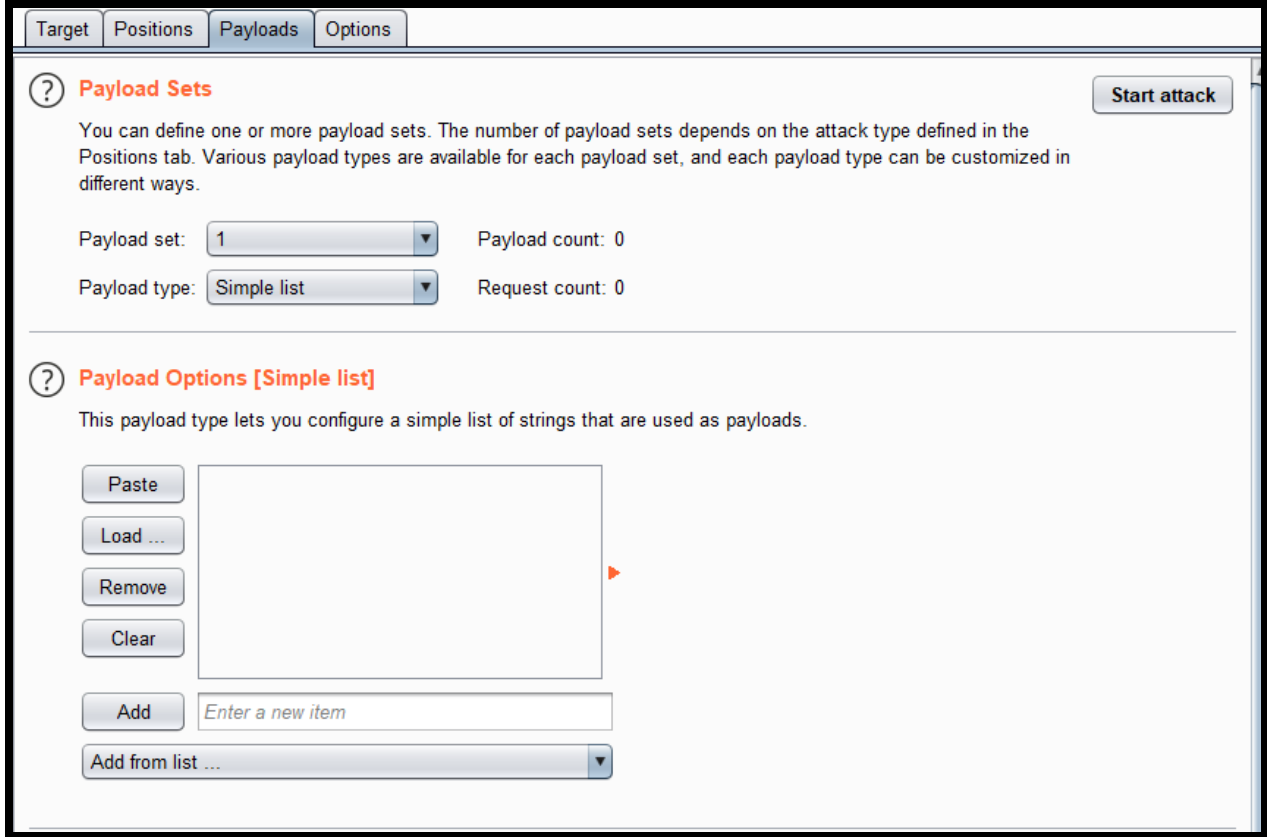 Target Positions Payloads Options
? Payload Sets
Start attack
You can define one or more payload sets. The number of payload sets depends on the attack type defined in the
Positions tab. Various payload types are available for each payload set, and each payload type can be customized in
different ways.
Payload set: 1 Payload count: 0
Payload type: Simple list Request count: 0
? Payload Options [Simple list]
This payload type lets you configure a simple list of strings that are used as payloads.
Paste
Load ...
Remove
Clear
Add Enter a new item
Add from list ...